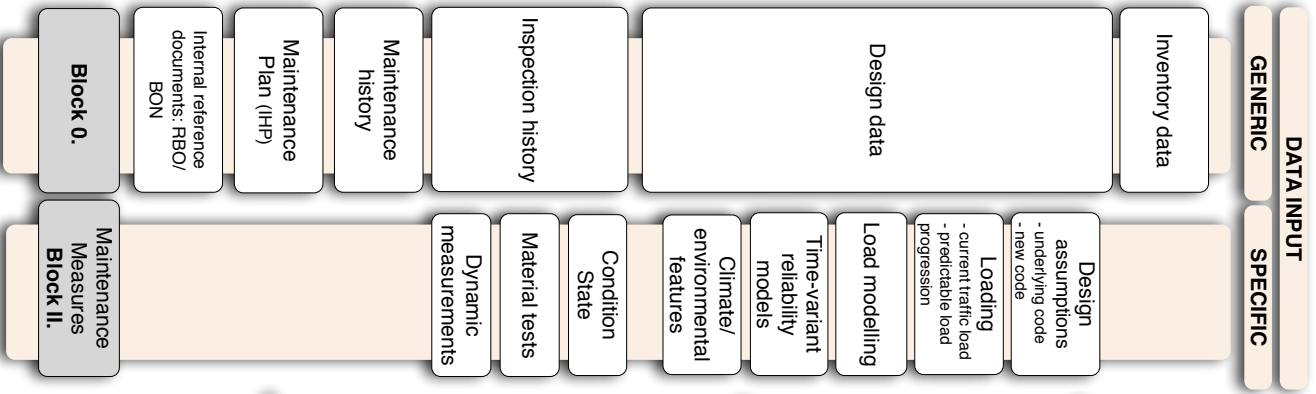 DATA INPUT
GENERIC
SPECIFIC
Inventory data
Design data
Inspection history
Maintenance
history
Maintenance
Plan (IHP)
Internal reference
documents: RBO/
BON
Block 0.
Design
assumptions
- underlying code
- new code
Loading
- current traffic load
- predictable load
progression
Load modelling
Time-variant
reliability
models
Climate/
environmental
features
Condition
State
Material tests
Dynamic
measurements
Maintenance
Measures
Block II.